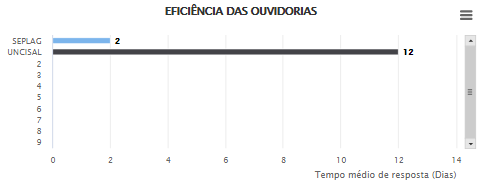 EFICIÊNCIA DAS OUVIDORIAS
SEPLAG 2
UNCISAL 12
2
3
4
5
6
7
8
9
0 2 4 6 8 10 12 14
Tempo médio de resposta (Dias)